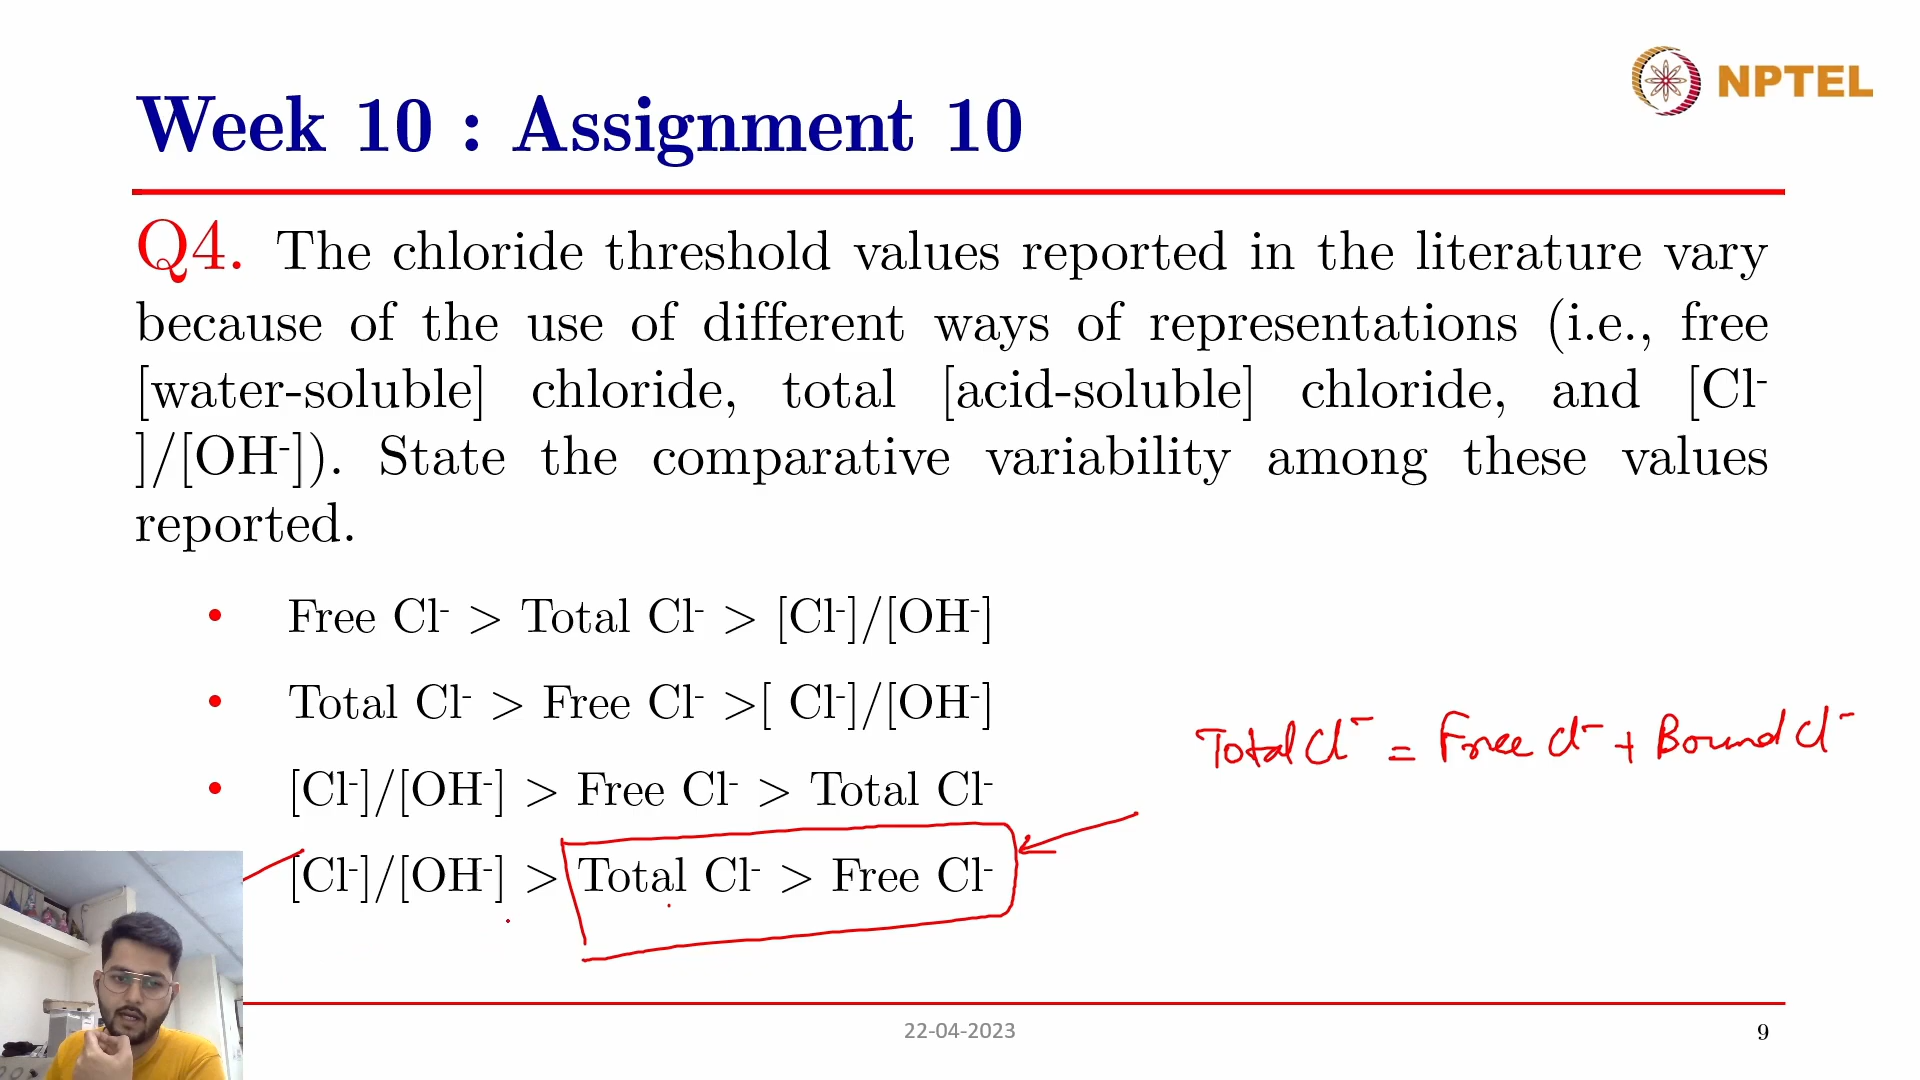 NPTEL
Week 10 : Assignment 10
Q4. The chloride threshold values reported in the literature vary
because of the use of different ways of representations (i.e., free
[water-soluble] chloride, total [acid-soluble] chloride, and [Cl-
]/[OH-]). State the comparative variability among these values
reported.
• Free Cl- > Total Cl- > [Cl-]/[OH-]
• Total Cl- > Free Cl- >[ Cl-]/[OH-]
Total Cl- = Free Cl- + Bound Cl-
• [Cl-]/[OH-] > Free Cl- > Total Cl-
[Cl-]/[OH-] > Total Cl- > Free Cl-
22-04-2023
9